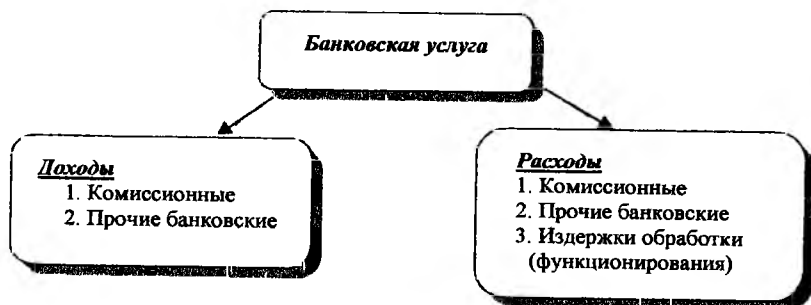 Банковская услуга
Доходы
1. Комиссионные
2. Прочие банковские
Расходы
1. Комиссионные
2. Прочие банковские
3. Издержки обработки
(функционирования)